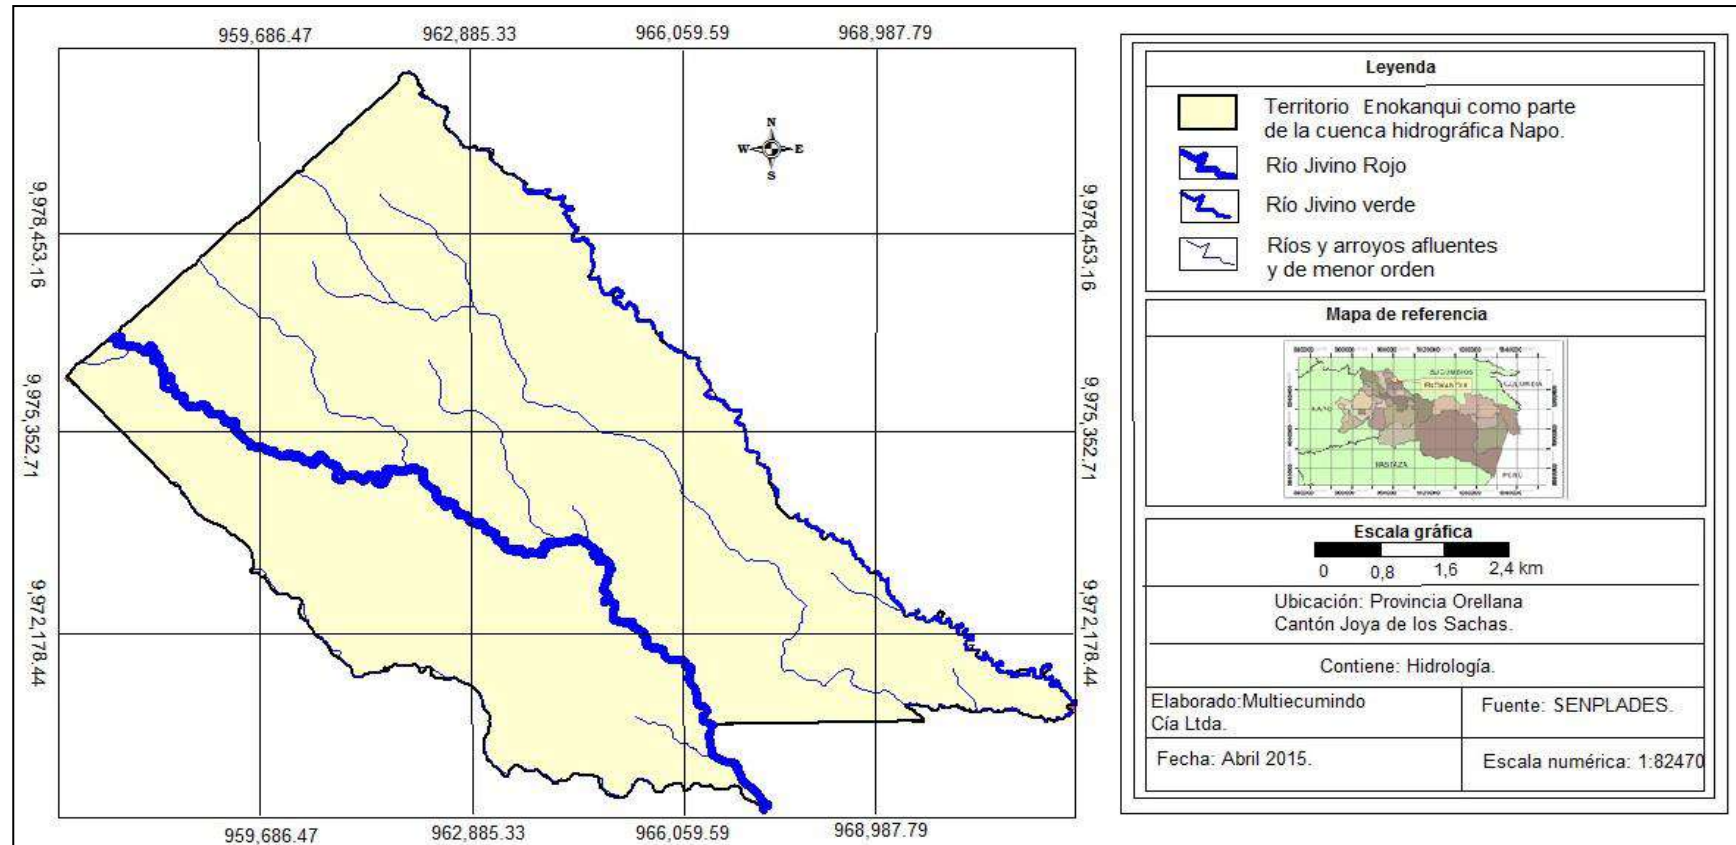 959,686.47
962,885.33
966,059.59
968,987.79
9,978,453.16
9,975,352.71
9,972,178.44
N
W
E
S
9,978,453.16
9,975,352.71
9,972,178.44
959,686.47
962,885.33
966,059.59
968,987.79
Leyenda
Territorio Enokanqui como parte
de la cuenca hidrográfica Napo.
Río Jivino Rojo
Río Jivino verde
Ríos y arroyos afluentes
y de menor orden
Mapa de referencia
NAPO
PASTAZA
PERU
Escala gráfica
0 0,8 1,6 2,4 km
Ubicación: Provincia Orellana
Cantón Joya de los Sachas.
Contiene: Hidrología.
Elaborado:Multiecumindo
Cía Ltda.
Fuente: SENPLADES.
Fecha: Abril 2015.
Escala numérica: 1:82470